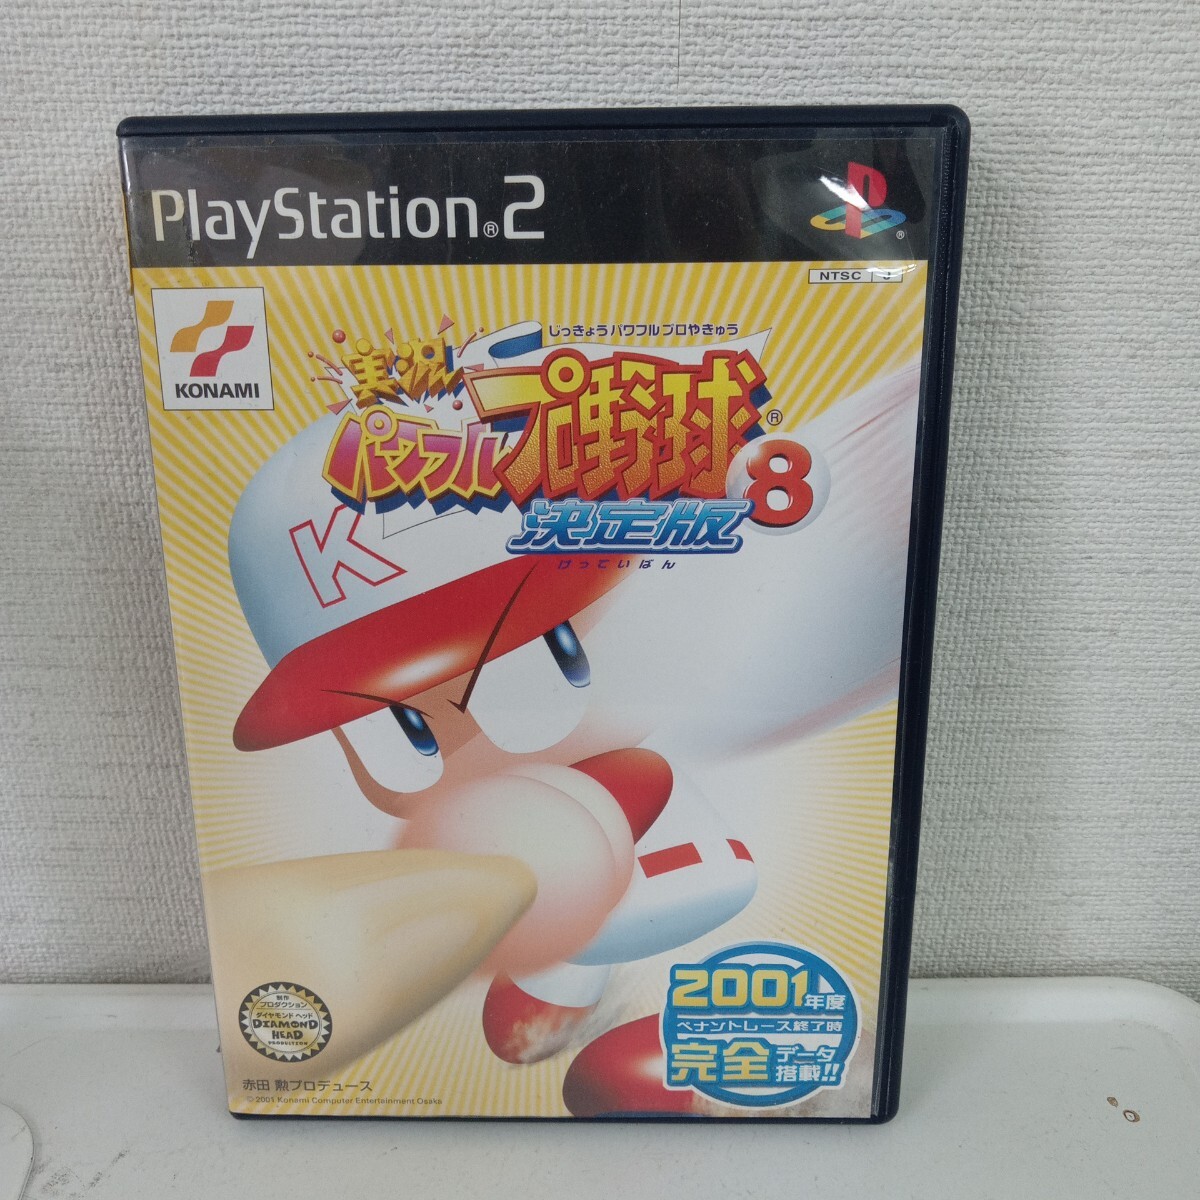 PlayStation®2
NTSC J
KONAMI
じっきょうパワフルプロやきゅう
実況
パワフルプロ野球®8
決定版
けっていばん
K
2001年度
ペナントレース終了時
完全データ搭載!!
制作
プロダクション
ダイヤモンド ヘッド
DIAMOND
HEAD
PRODUCTION
赤田 勲プロデュース
© 2001 Konami Computer Entertainment Osaka